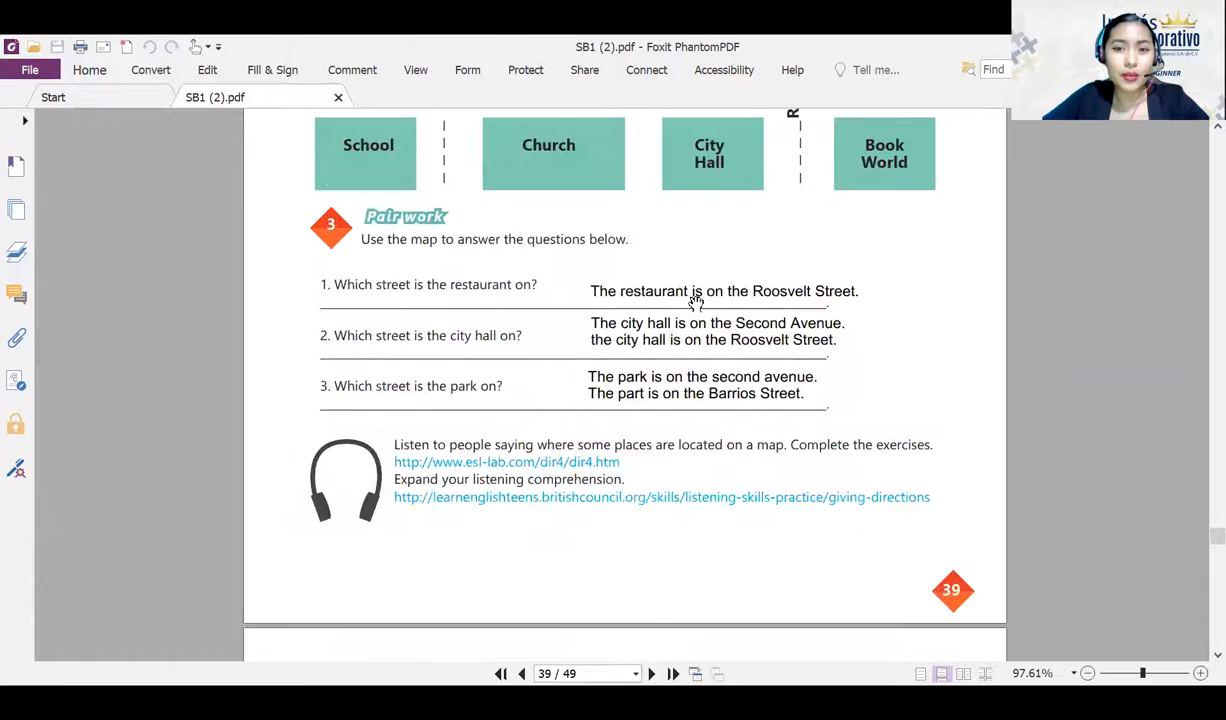 SB1 (2).pdf - Foxit PhantomPDF
File Home Convert Edit Fill & Sign Comment View Form Protect Share Connect Accessibility Help Tell me... Find
Start SB1 (2).pdf
School
Church
City
Hall
Book
World
R
3
Pair work
Use the map to answer the questions below.
1. Which street is the restaurant on?
The restaurant is on the Roosvelt Street.
2. Which street is the city hall on?
The city hall is on the Second Avenue.
the city hall is on the Roosvelt Street.
3. Which street is the park on?
The park is on the second avenue.
The part is on the Barrios Street.
Listen to people saying where some places are located on a map. Complete the exercises.
http://www.esl-lab.com/dir4/dir4.htm
Expand your listening comprehension.
http://learnenglishteens.britishcouncil.org/skills/listening-skills-practice/giving-directions
39
39 / 49
97.61%